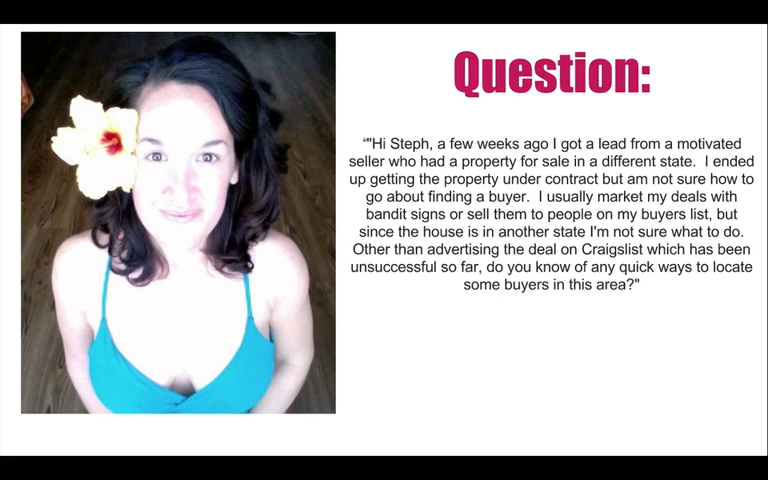 Question:
“"Hi Steph, a few weeks ago I got a lead from a motivated
seller who had a property for sale in a different state.  I ended
up getting the property under contract but am not sure how to
go about finding a buyer.  I usually market my deals with
bandit signs or sell them to people on my buyers list, but
since the house is in another state I'm not sure what to do.
Other than advertising the deal on Craigslist which has been
unsuccessful so far, do you know of any quick ways to locate
some buyers in this area?"